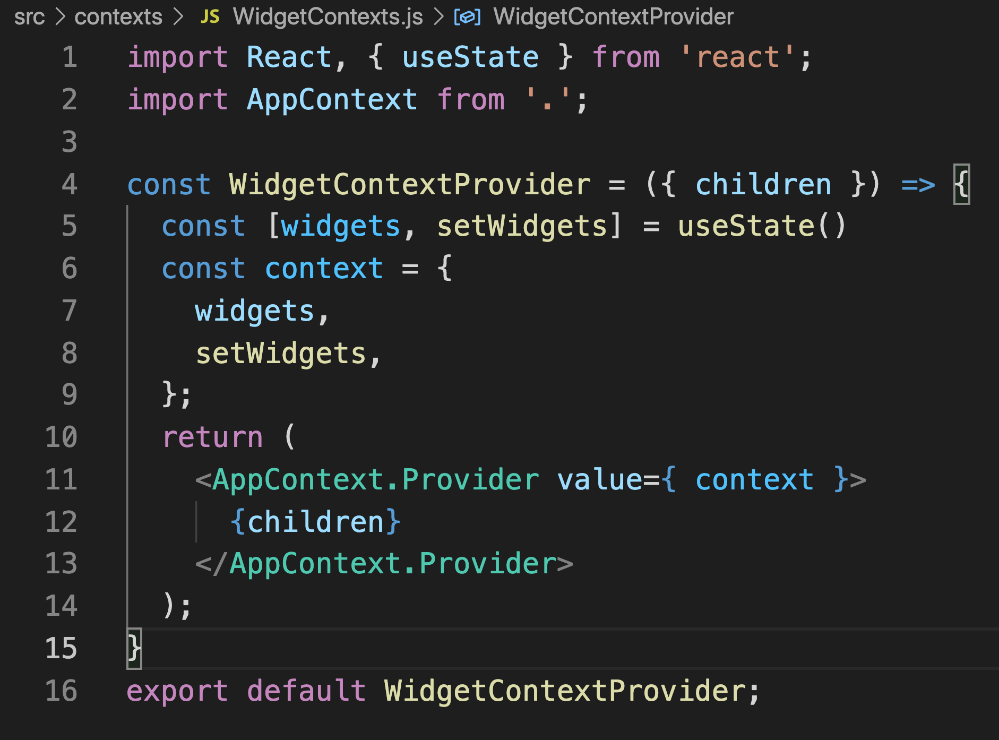 src > contexts > JS WidgetContexts.js > WidgetContextProvider
1 import React, { useState } from 'react';
2 import AppContext from '.';
3
4 const WidgetContextProvider = ({ children }) => {
5   const [widgets, setWidgets] = useState()
6   const context = {
7     widgets,
8     setWidgets,
9   };
10   return (
11     <AppContext.Provider value={ context }>
12       {children}
13     </AppContext.Provider>
14   );
15 }
16 export default WidgetContextProvider;